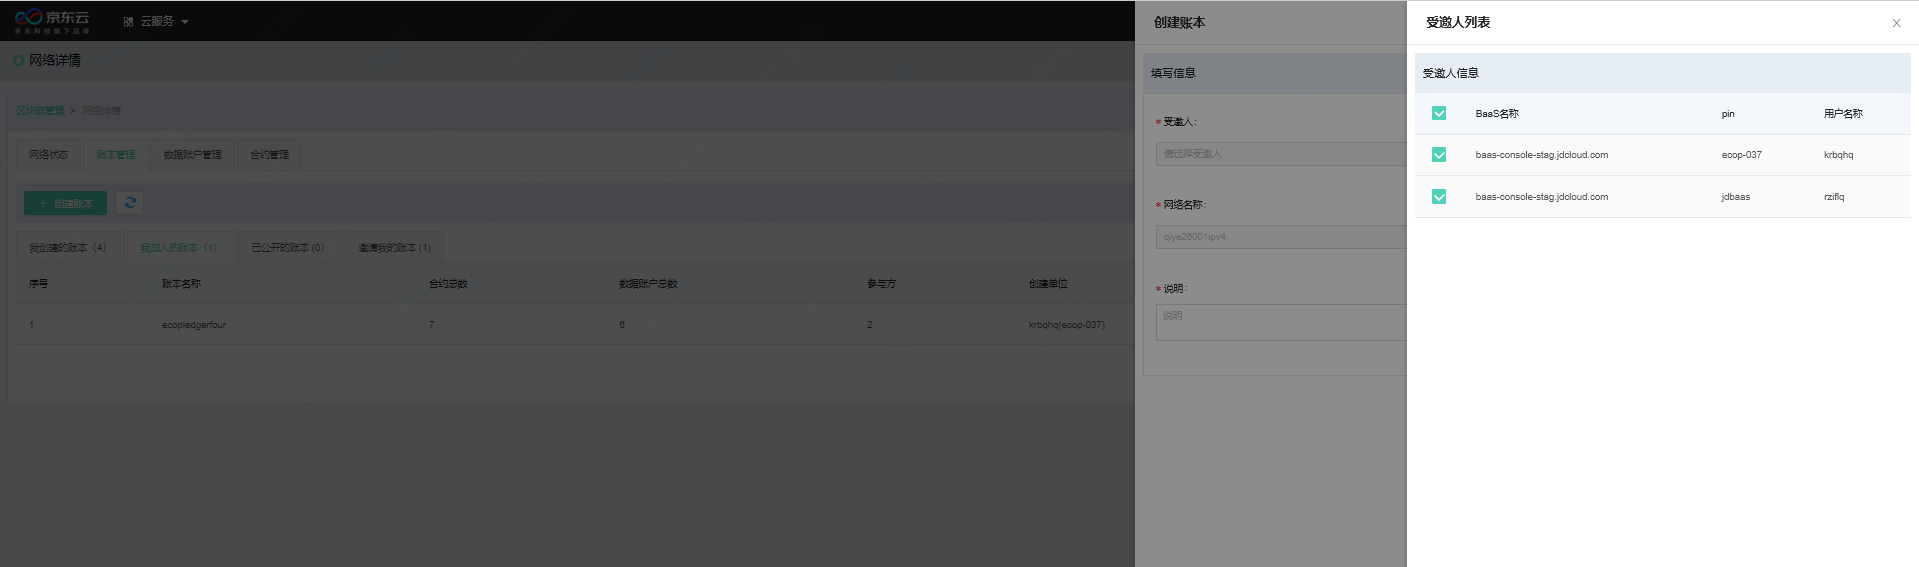 京东云
京东科技旗下品牌
云服务
网络详情
区块链管理 > 网络详情
网络状态
账本管理
数据账户管理
合约管理
+ 创建账本
我创建的账本（4）
我加入的账本（1）
已公开的账本 (0)
邀请我的账本 (1)
序号 账本名称 合约总数 数据账户总数 参与方 创建单位
1 ecopledgerfour 7 6 2 krbqhq(ecop-037)
创建账本
填写信息
* 受邀人:
请选择受邀人
* 网络名称:
qiye26001ipv4
* 说明:
说明
受邀人列表
受邀人信息
BaaS名称 pin 用户名称
baas-console-stag.jdcloud.com ecop-037 krbqhq
baas-console-stag.jdcloud.com jdbaas rziflq